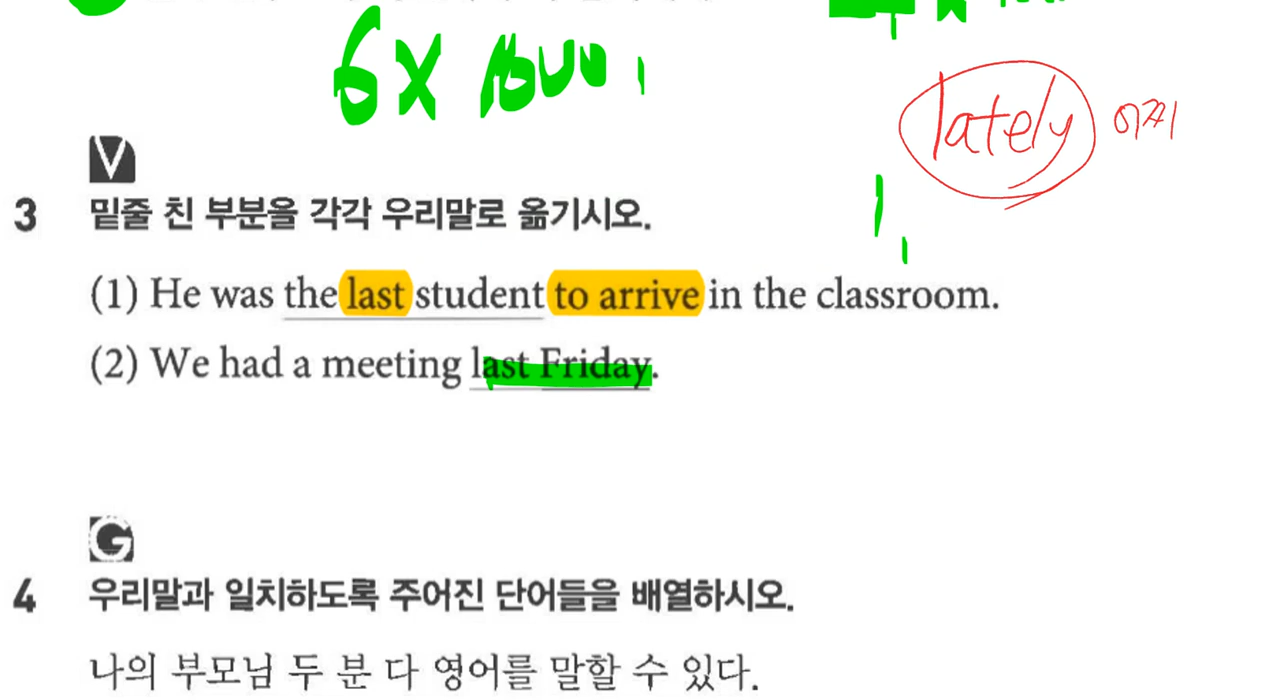 6 X
lately
V
3 밑줄 친 부분을 각각 우리말로 옮기시오.
(1) He was the last student to arrive in the classroom.
(2) We had a meeting last Friday.
G
4 우리말과 일치하도록 주어진 단어들을 배열하시오.
나의 부모님 두 분 다 영어를 말할 수 있다.